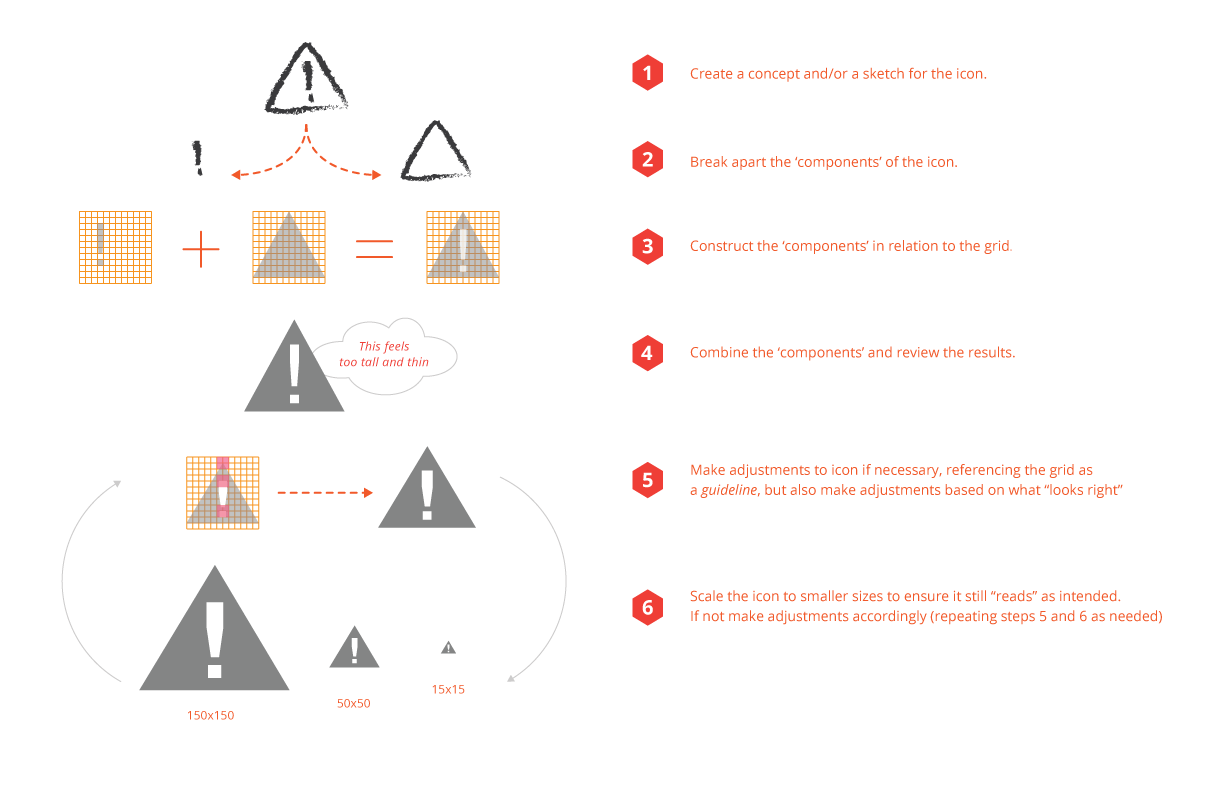 1
Create a concept and/or a sketch for the icon.
2
Break apart the ‘components’ of the icon.
3
Construct the ‘components’ in relation to the grid.
This feels
too tall and thin
4
Combine the ‘components’ and review the results.
5
Make adjustments to icon if necessary, referencing the grid as
a guideline, but also make adjustments based on what “looks right”
6
Scale the icon to smaller sizes to ensure it still “reads” as intended.
If not make adjustments accordingly (repeating steps 5 and 6 as needed)
150x150
50x50
15x15